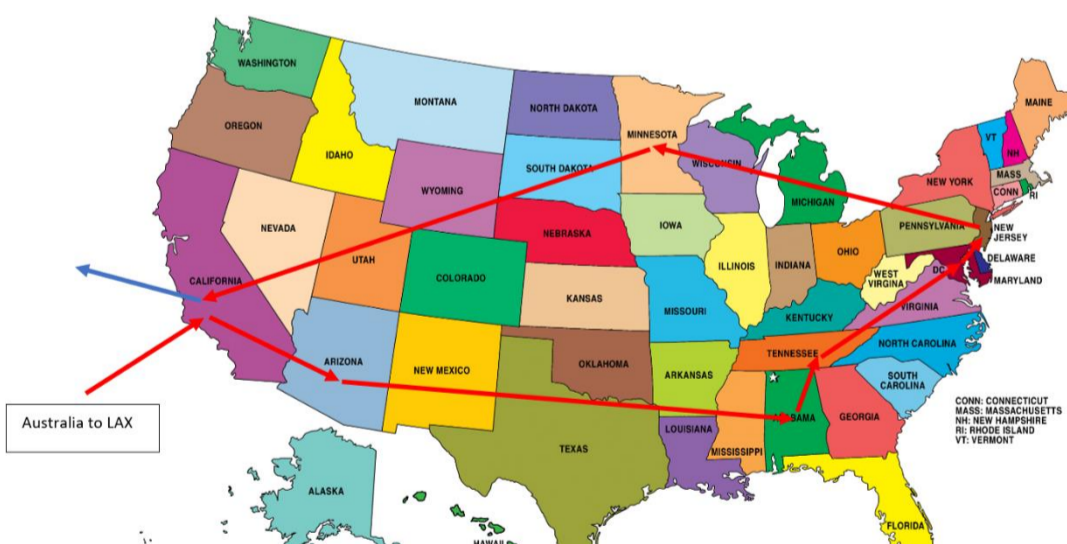 WASHINGTON
MONTANA
NORTH DAKOTA
MINNESOTA
MAINE
OREGON
IDAHO
VT
NH
WISCONSIN
SOUTH DAKOTA
MASS
WYOMING
NEW YORK
CONN
RI
MICHIGAN
NEVADA
NEBRASKA
IOWA
PENNSYLVANIA
NEW
JERSEY
UTAH
ILLINOIS
INDIANA
OHIO
DELAWARE
CALIFORNIA
COLORADO
WEST
VIRGINA
DC
MARYLAND
KANSAS
MISSOURI
KENTUCKY
VIRGINIA
ARIZONA
NEW MEXICO
OKLAHOMA
ARKANSAS
TENNESSEE
NORTH CAROLINA
SOUTH
CAROLINA
Australia to LAX
ALABAMA
GEORGIA
CONN: CONNECTICUT
MASS: MASSACHUSETTS
NH: NEW HAMPSHIRE
RI: RHODE ISLAND
VT: VERMONT
LOUISIANA
TEXAS
MISSISSIPPI
ALASKA
FLORIDA
HAWAII